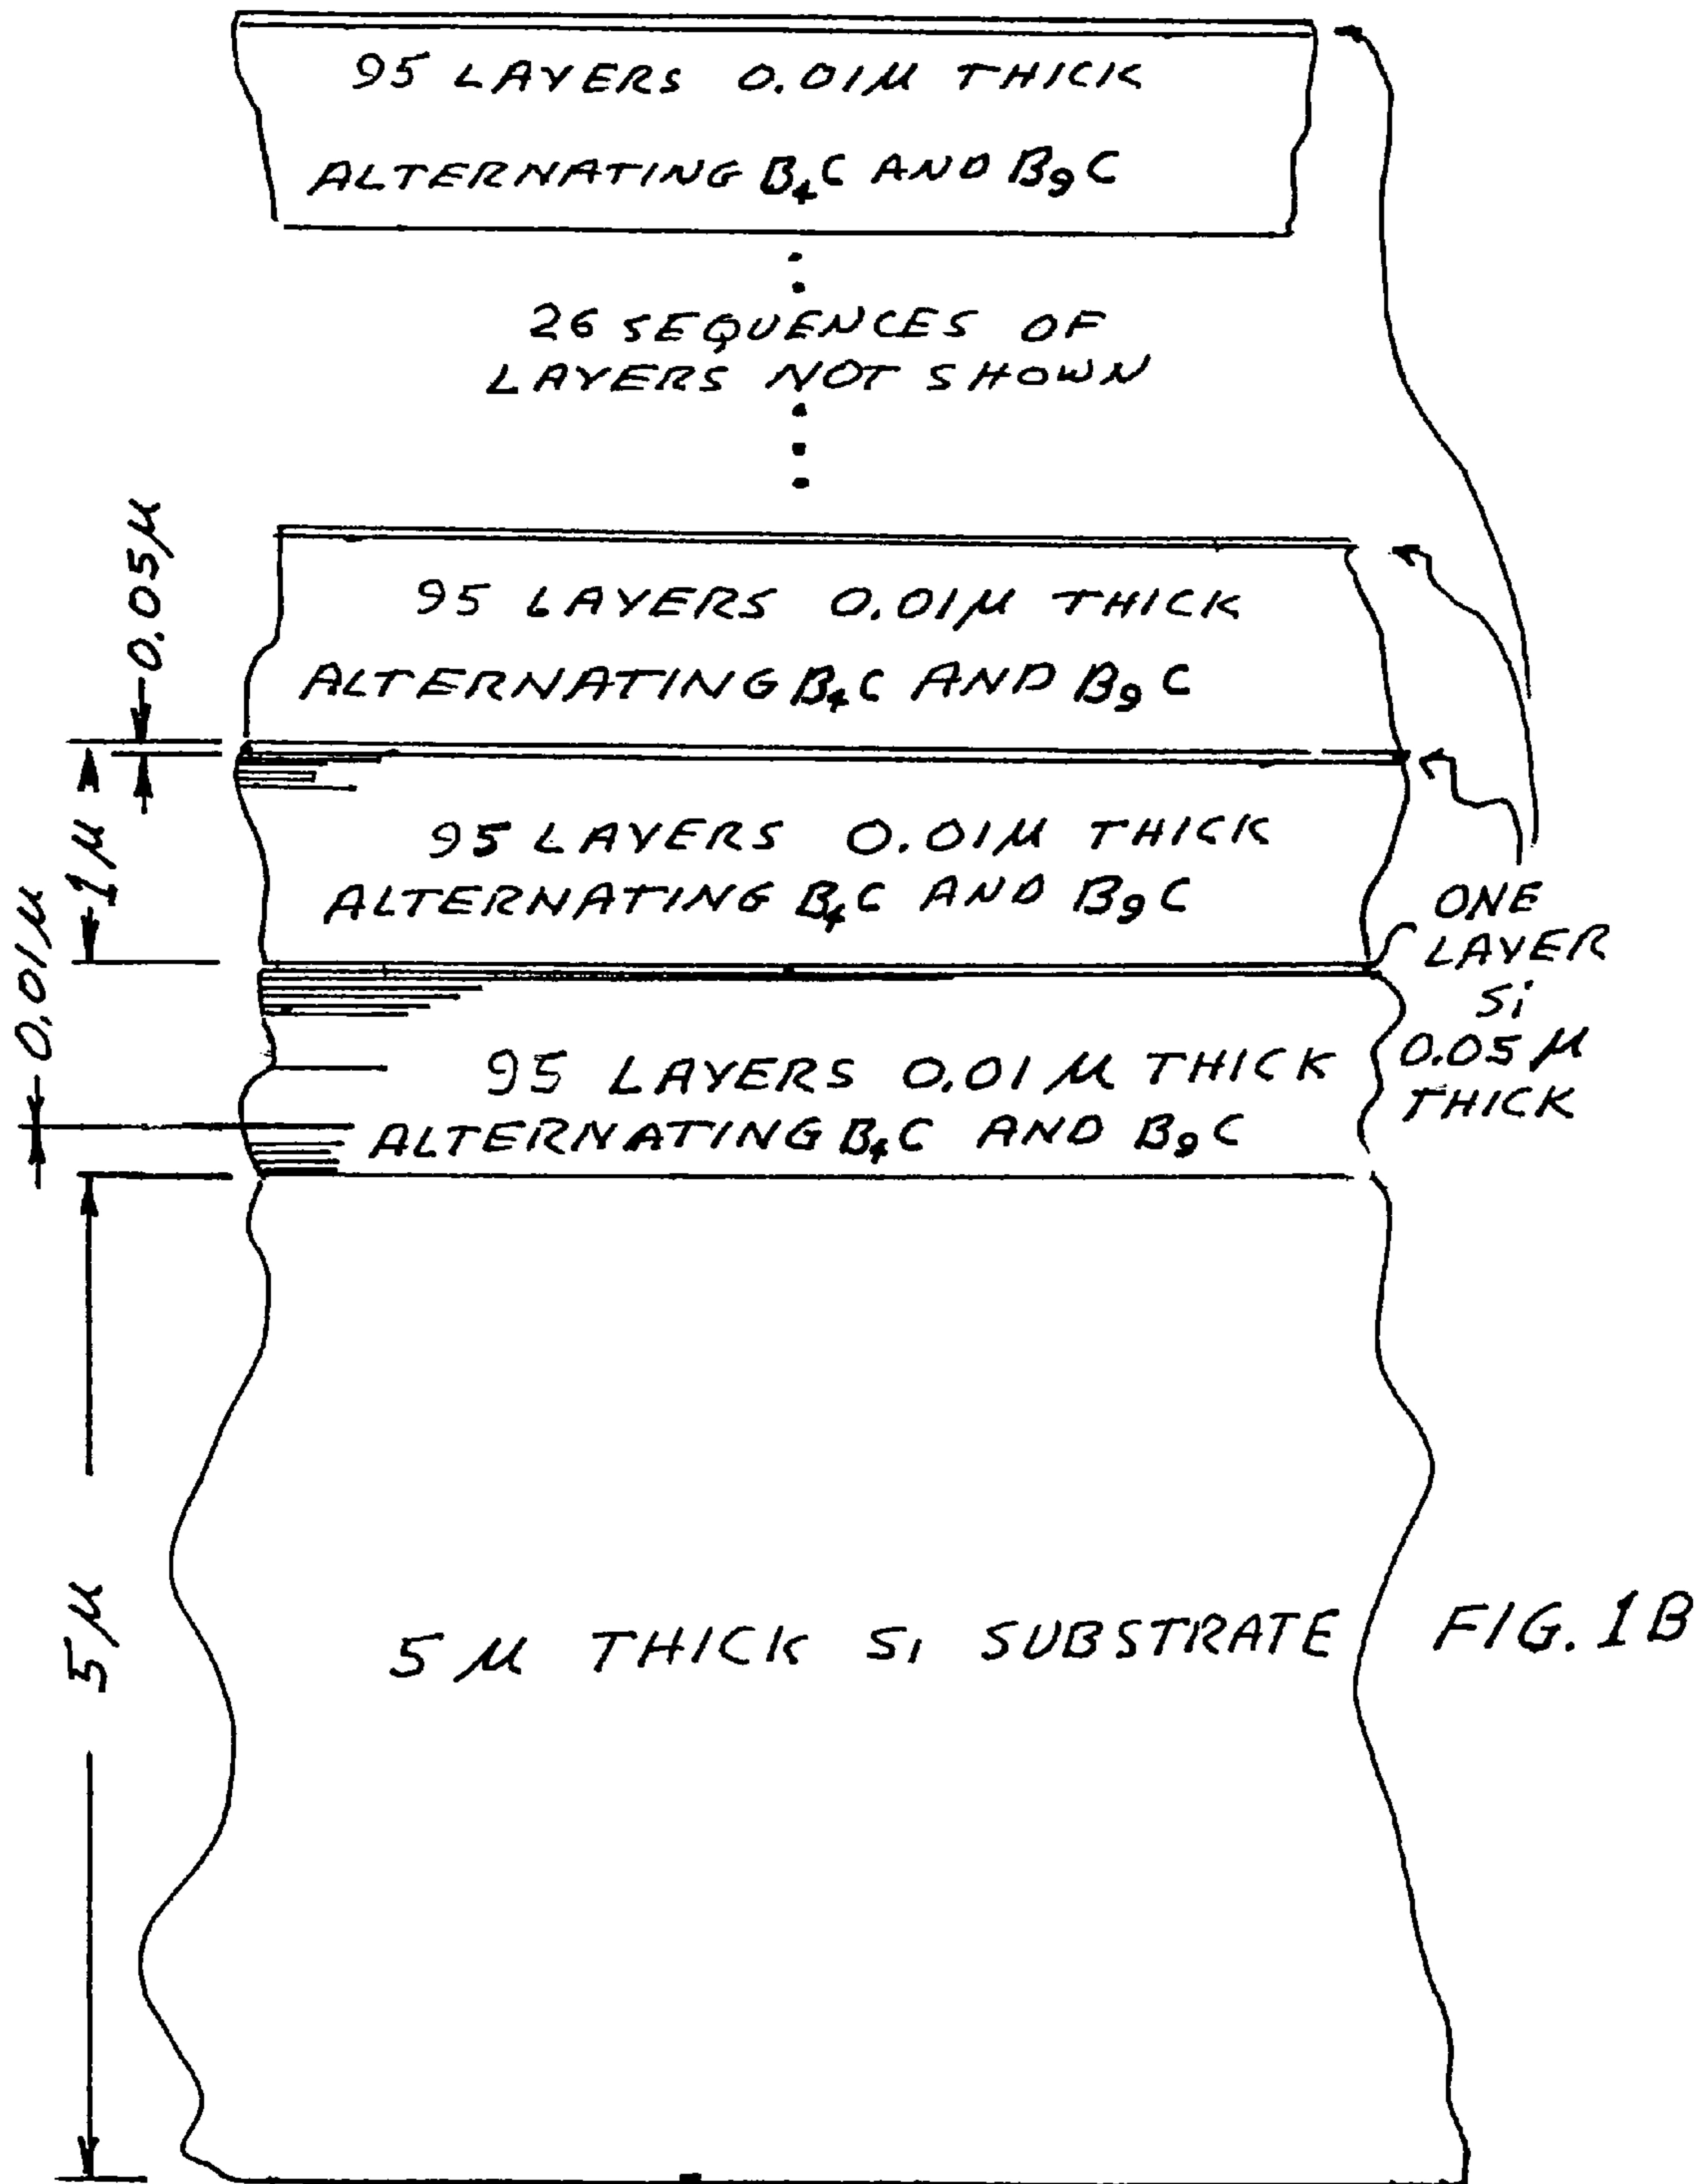 95 LAYERS 0.01μ THICK
ALTERNATING B₄C AND B₉C
26 SEQUENCES OF
LAYERS NOT SHOWN
0.05μ
95 LAYERS 0.01μ THICK
ALTERNATING B₄C AND B₉C
1μ
95 LAYERS 0.01μ THICK
ALTERNATING B₄C AND B₉C
ONE
LAYER
Si
0.05μ
THICK
0.01μ
95 LAYERS 0.01μ THICK
ALTERNATING B₄C AND B₉C
5μ
5μ THICK Si SUBSTRATE
FIG. 1B